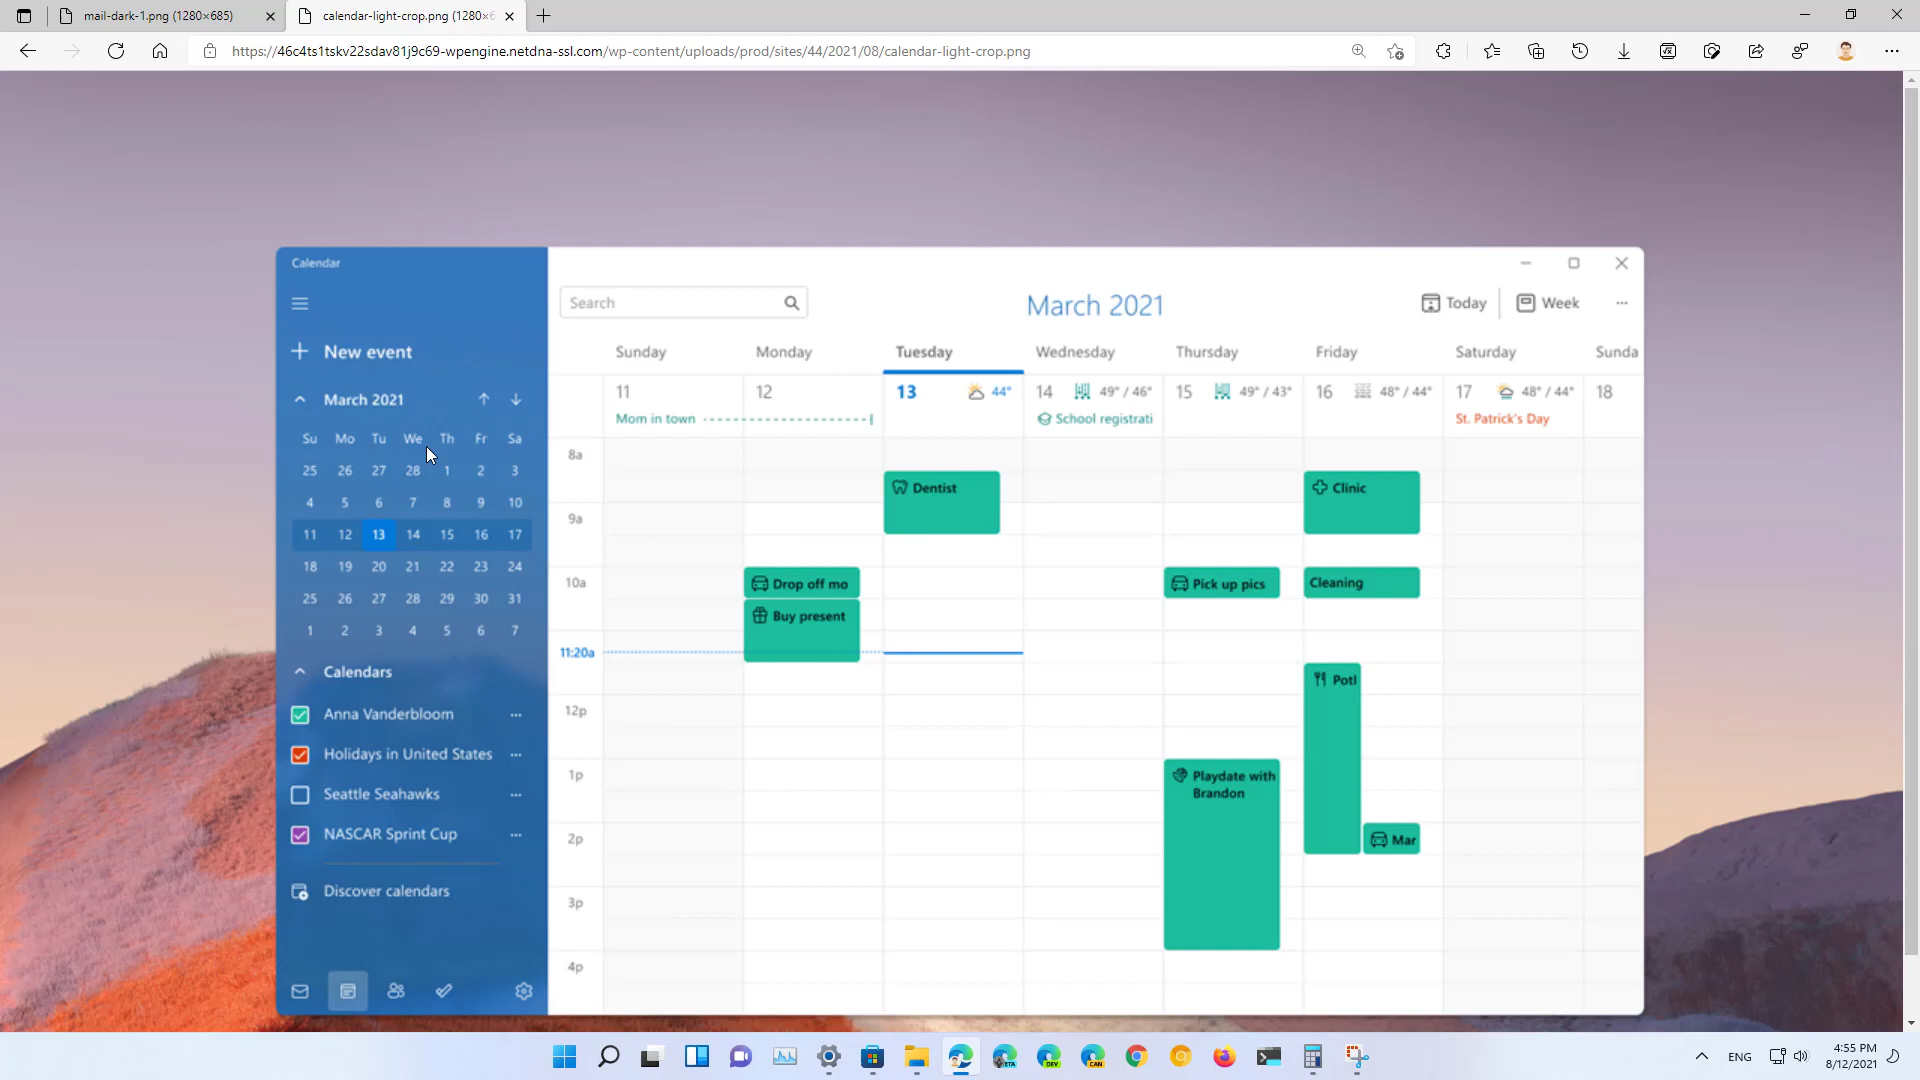 mail-dark-1.png (1280×685)
calendar-light-crop.png (1280×6
https://46c4ts1tskv22sdav81j9c69-wpengine.netdna-ssl.com/wp-content/uploads/prod/sites/44/2021/08/calendar-light-crop.png
Calendar
New event
March 2021
Su Mo Tu We Th Fr Sa
25 26 27 28 1 2 3
4 5 6 7 8 9 10
11 12 13 14 15 16 17
18 19 20 21 22 23 24
25 26 27 28 29 30 31
1 2 3 4 5 6 7
Calendars
Anna Vanderbloom
Holidays in United States
Seattle Seahawks
NASCAR Sprint Cup
Discover calendars
Search
March 2021
Today
Week
Sunday Monday Tuesday Wednesday Thursday Friday Saturday Sunda
11 12 13 44° 14 49° / 46° 15 49° / 43° 16 48° / 44° 17 48° / 44° 18
Mom in town School registrati St. Patrick's Day
8a
Dentist Clinic
9a
10a Drop off mo Pick up pics Cleaning
Buy present
11:20a
Potl
12p
1p Playdate with
Brandon
2p Mar
3p
4p
BETA
DEV
CAN
ENG
4:55 PM
8/12/2021